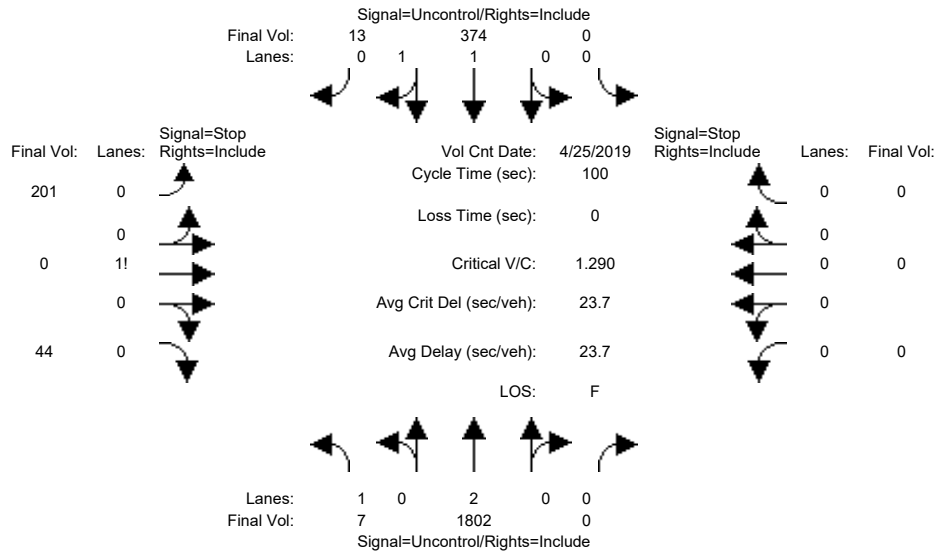 Signal=Uncontrol/Rights=Include
Final Vol: 13 374 0
Lanes: 0 1 1 0 0
Signal=Stop
Final Vol: Lanes: Rights=Include
Vol Cnt Date: 4/25/2019
Signal=Stop
Rights=Include Lanes: Final Vol:
Cycle Time (sec): 100
201 0
0 0
Loss Time (sec): 0
0
0
0 1!
Critical V/C: 1.290
0 0
0
Avg Crit Del (sec/veh): 23.7
0
44 0
Avg Delay (sec/veh): 23.7
0 0
LOS: F
Lanes: 1 0 2 0 0
Final Vol: 7 1802 0
Signal=Uncontrol/Rights=Include